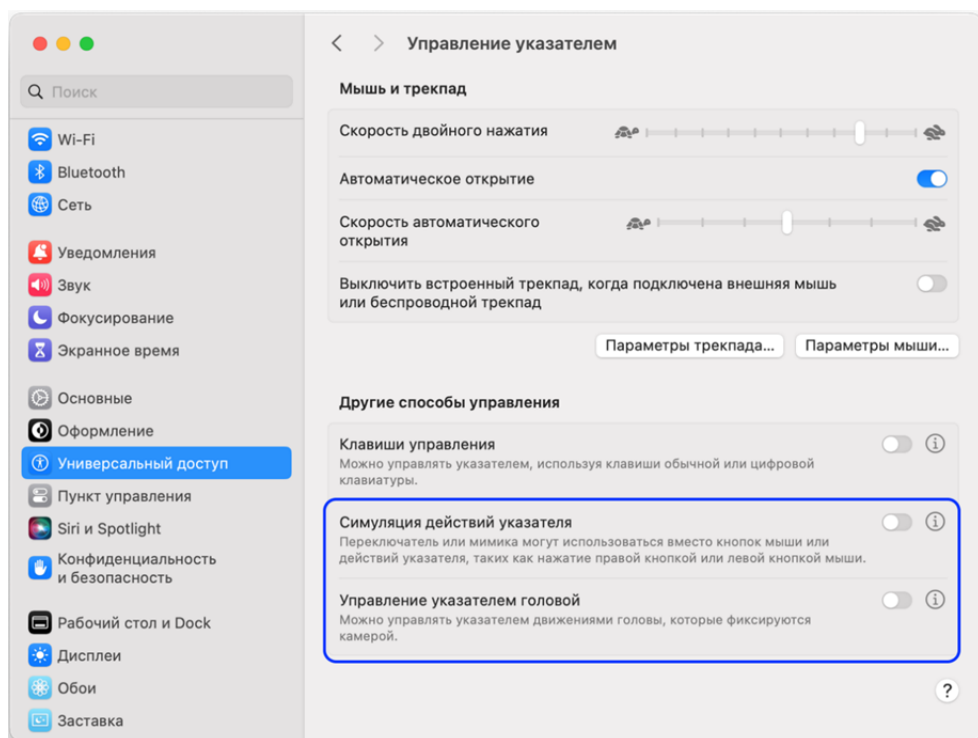 Управление указателем
Поиск
Wi-Fi
Bluetooth
Сеть
Уведомления
Звук
Фокусирование
Экранное время
Основные
Оформление
Универсальный доступ
Пункт управления
Siri и Spotlight
Конфиденциальность
и безопасность
Рабочий стол и Dock
Дисплеи
Обои
Заставка
Мышь и трекпад
Скорость двойного нажатия
Автоматическое открытие
Скорость автоматического
открытия
Выключить встроенный трекпад, когда подключена внешняя мышь
или беспроводной трекпад
Параметры трекпада...
Параметры мыши...
Другие способы управления
Клавиши управления
Можно управлять указателем, используя клавиши обычной или цифровой
клавиатуры.
Симуляция действий указателя
Переключатель или мимика могут использоваться вместо кнопок мыши или
действий указателя, таких как нажатие правой кнопкой или левой кнопкой мыши.
Управление указателем головой
Можно управлять указателем движениями головы, которые фиксируются
камерой.
?